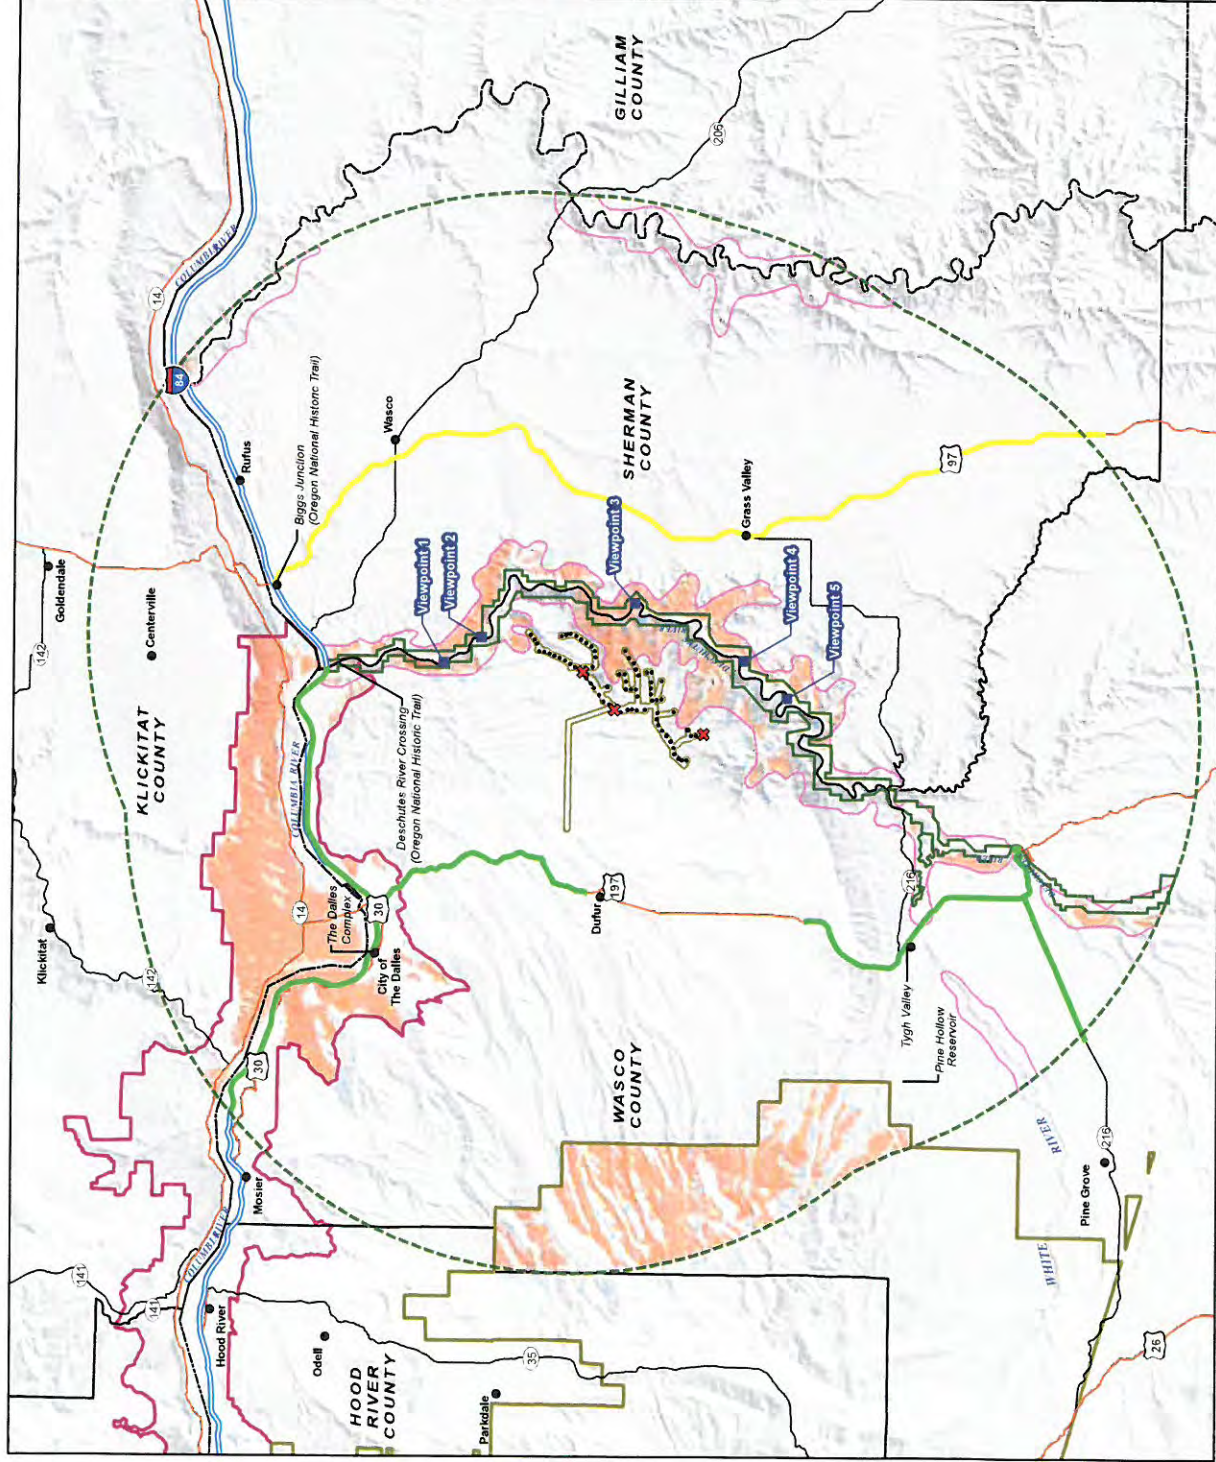 GILLIAM
COUNTY
206
COLUMBIA RIVER
14
84
SHERMAN
COUNTY
Biggs Junction
(Oregon National Historic Trail)
Wasco
Rufus
97
Grass Valley
Viewpoint 3
Viewpoint 1
Viewpoint 2
Viewpoint 4
Viewpoint 5
Goldendale
142
Centerville
KLICKITAT
COUNTY
COLUMBIA RIVER
Deschutes River Crossing
(Oregon National Historic Trail)
RIVER
14
The Dalles
Complex
30
City of
The Dalles
Klickitat
142
30
Dufur
197
216
Tygh Valley
Pine Hollow
Reservoir
WASCO
COUNTY
RIVER
WHITE
216
Pine Grove
Mosier
COLUMBIA RIVER
141
141
Hood River
Odell
HOOD
RIVER
COUNTY
35
Parkdale
26